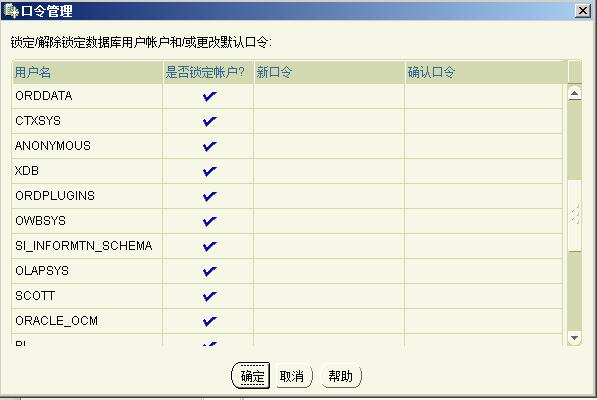 口令管理
锁定/解除锁定数据库用户帐户和/或更改默认口令:
用户名 是否锁定帐户? 新口令 确认口令
ORDDATA
CTXSYS
ANONYMOUS
XDB
ORDPLUGINS
OWBSYS
SI_INFORMTN_SCHEMA
OLAPSYS
SCOTT
ORACLE_OCM
确定 取消 帮助